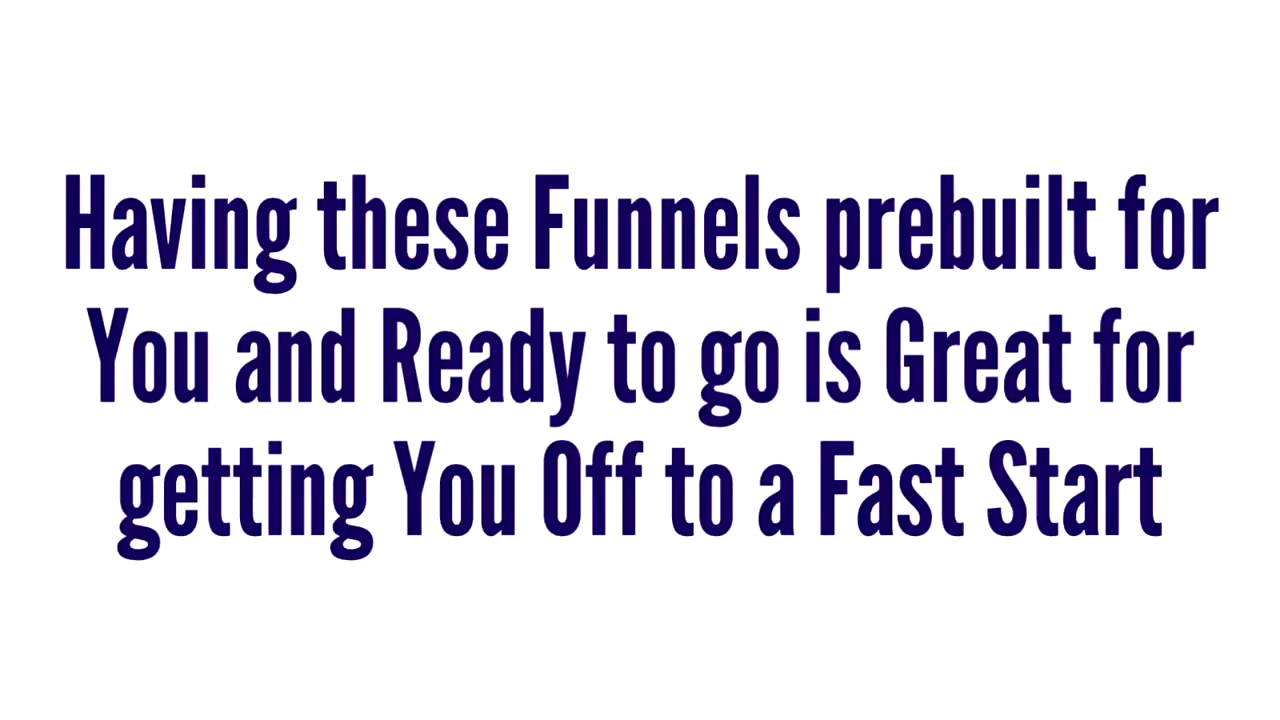 Having these Funnels prebuilt for
You and Ready to go is Great for
getting You Off to a Fast Start